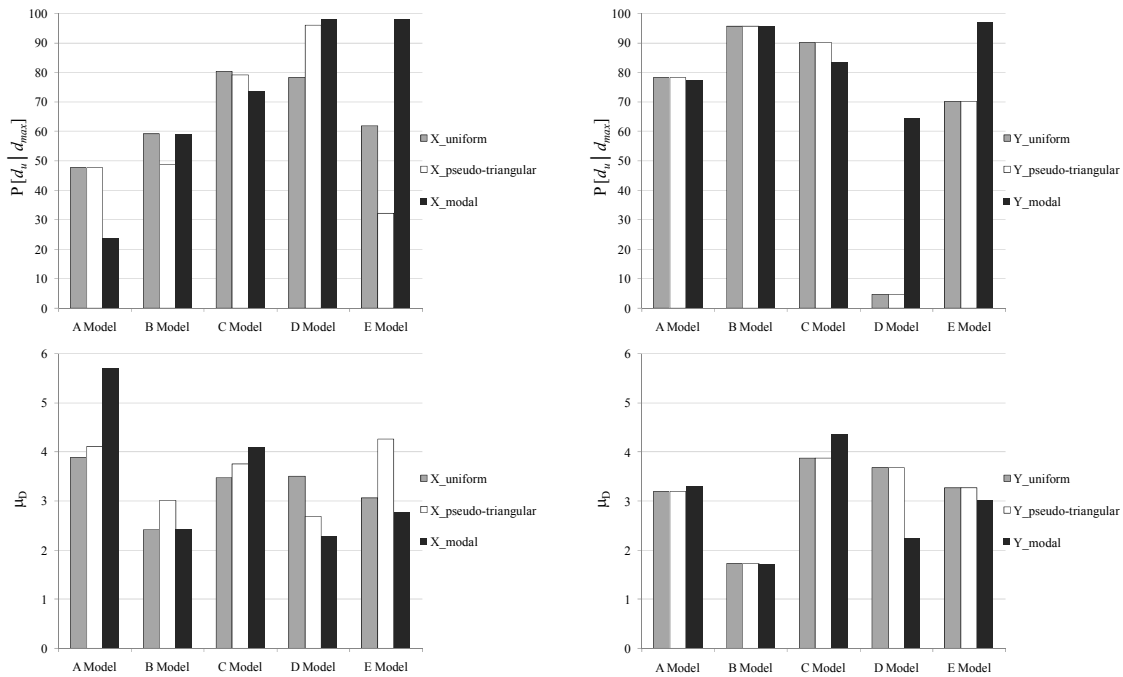 100
90
80
70
60
50
40
30
20
10
0
P [d_u | d_max]
A Model B Model C Model D Model E Model
X_uniform
X_pseudo-triangular
X_modal
100
90
80
70
60
50
40
30
20
10
0
P [d_u | d_max]
A Model B Model C Model D Model E Model
Y_uniform
Y_pseudo-triangular
Y_modal
6
5
4
3
2
1
0
μ_D
A Model B Model C Model D Model E Model
X_uniform
X_pseudo-triangular
X_modal
6
5
4
3
2
1
0
μ_D
A Model B Model C Model D Model E Model
Y_uniform
Y_pseudo-triangular
Y_modal